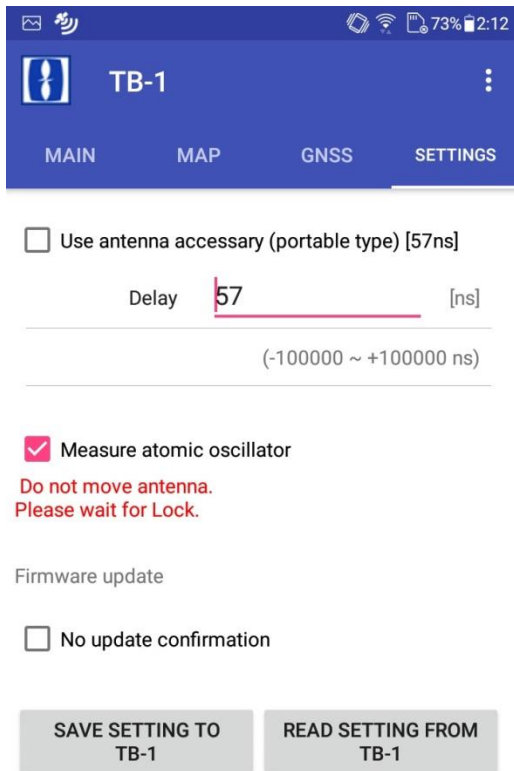 73% 2:12
TB-1
MAIN MAP GNSS SETTINGS
Use antenna accessary (portable type) [57ns]
Delay 57 [ns]
(-100000 ~ +100000 ns)
Measure atomic oscillator
Do not move antenna.
Please wait for Lock.
Firmware update
No update confirmation
SAVE SETTING TO
TB-1
READ SETTING FROM
TB-1